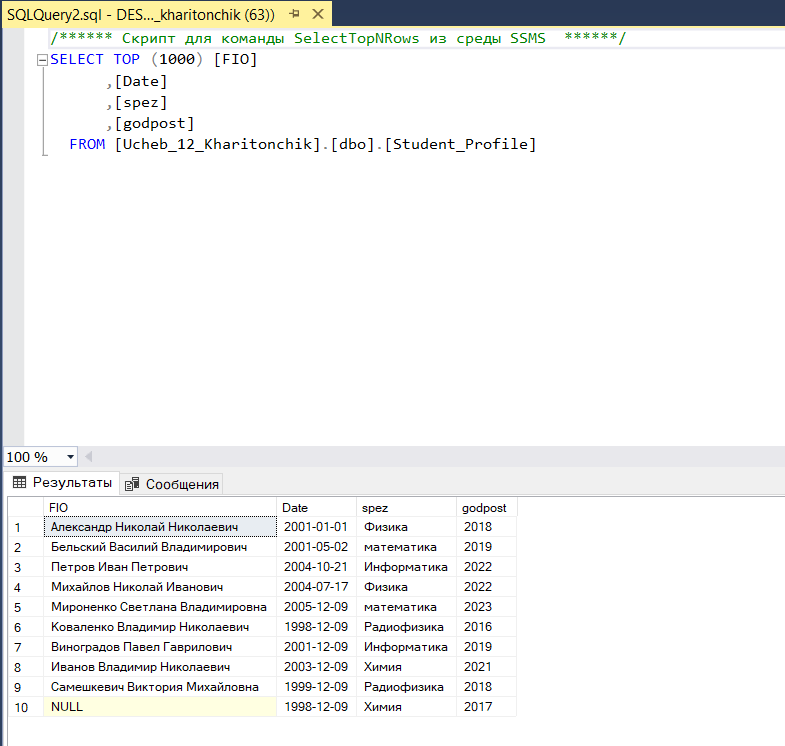 SQLQuery2.sql - DES..._kharitonchik (63))
/****** Скрипт для команды SelectTopNRows из среды SSMS  ******/
SELECT TOP (1000) [FIO]
,[Date]
,[spez]
,[godpost]
FROM [Ucheb_12_Kharitonchik].[dbo].[Student_Profile]
100 %
Результаты Сообщения
FIO Date spez godpost
1 Александр Николай Николаевич 2001-01-01 Физика 2018
2 Бельский Василий Владимирович 2001-05-02 математика 2019
3 Петров Иван Петрович 2004-10-21 Информатика 2022
4 Михайлов Николай Иванович 2004-07-17 Физика 2022
5 Мироненко Светлана Владимировна 2005-12-09 математика 2023
6 Коваленко Владимир Николаевич 1998-12-09 Радиофизика 2016
7 Виноградов Павел Гаврилович 2001-12-09 Информатика 2019
8 Иванов Владимир Николаевич 2003-12-09 Химия 2021
9 Самешкевич Виктория Михайловна 1999-12-09 Радиофизика 2018
10 NULL 1998-12-09 Химия 2017